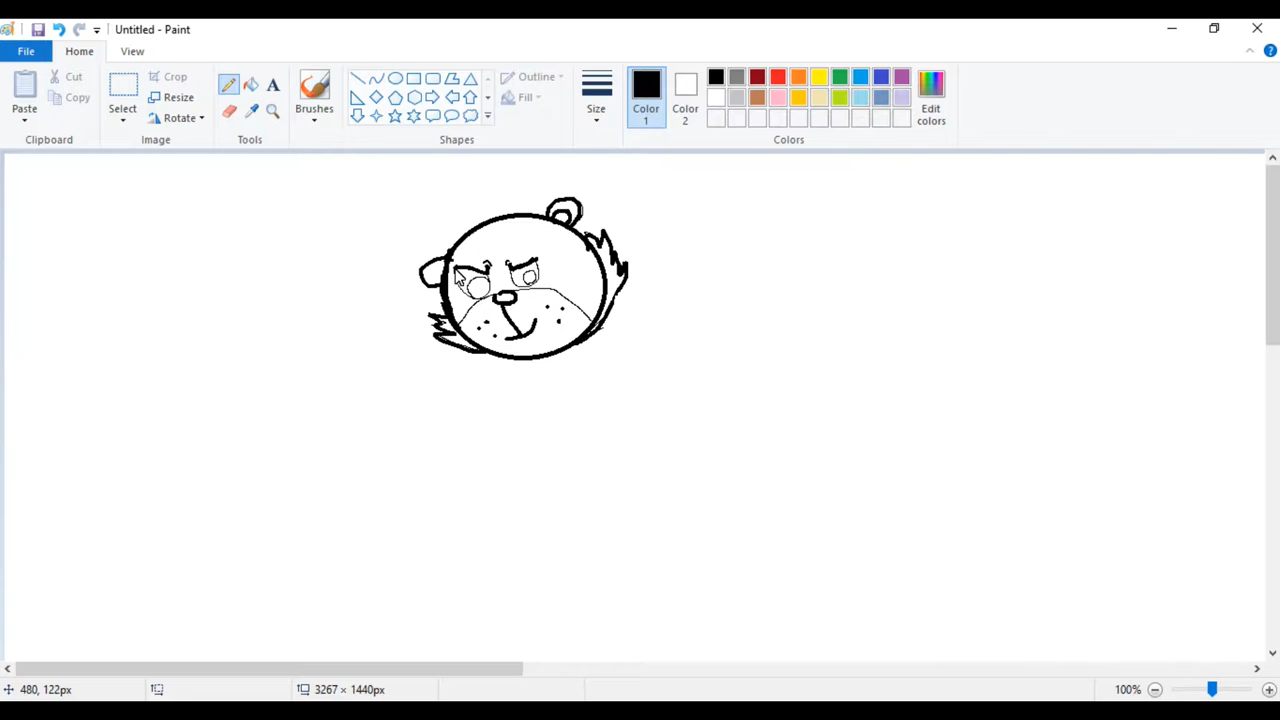 Untitled - Paint
File Home View
Paste
Cut
Copy
Clipboard
Select
Crop
Resize
Rotate
Image
Tools
Brushes
Outline
Fill
Shapes
Size
Color
1
Color
2
Edit
colors
Colors
480, 122px
3267 × 1440px
100%